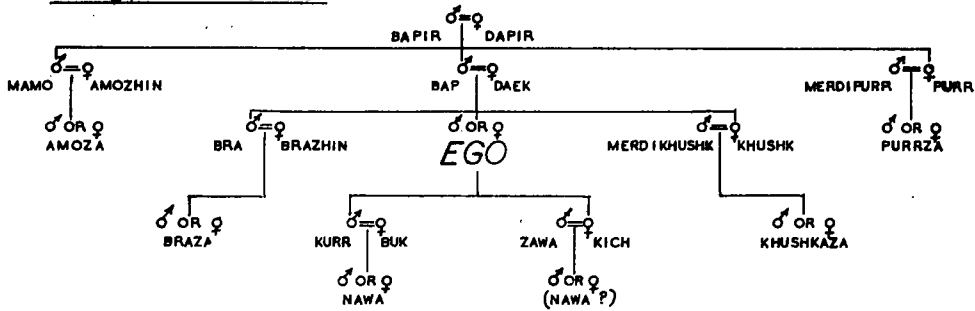 ♂=♀
BAPIR DAPIR
♂=♀ ♂=♀ ♂=♀
MAMO AMOZHIN BAP DAEK MERDIPURR PURR
♂ OR ♀ ♂=♀ ♂ OR ♀ ♂=♀ ♂ OR ♀
AMOZA BRA BRAZHIN EGO MERDIKHUSHK KHUSHK PURRZA
♂ OR ♀ ♂=♀ ♂=♀ ♂ OR ♀
BRAZA KURR BUK ZAWA KICH KHUSHKAZA
♂ OR ♀ ♂ OR ♀
NAWA (NAWA ?)